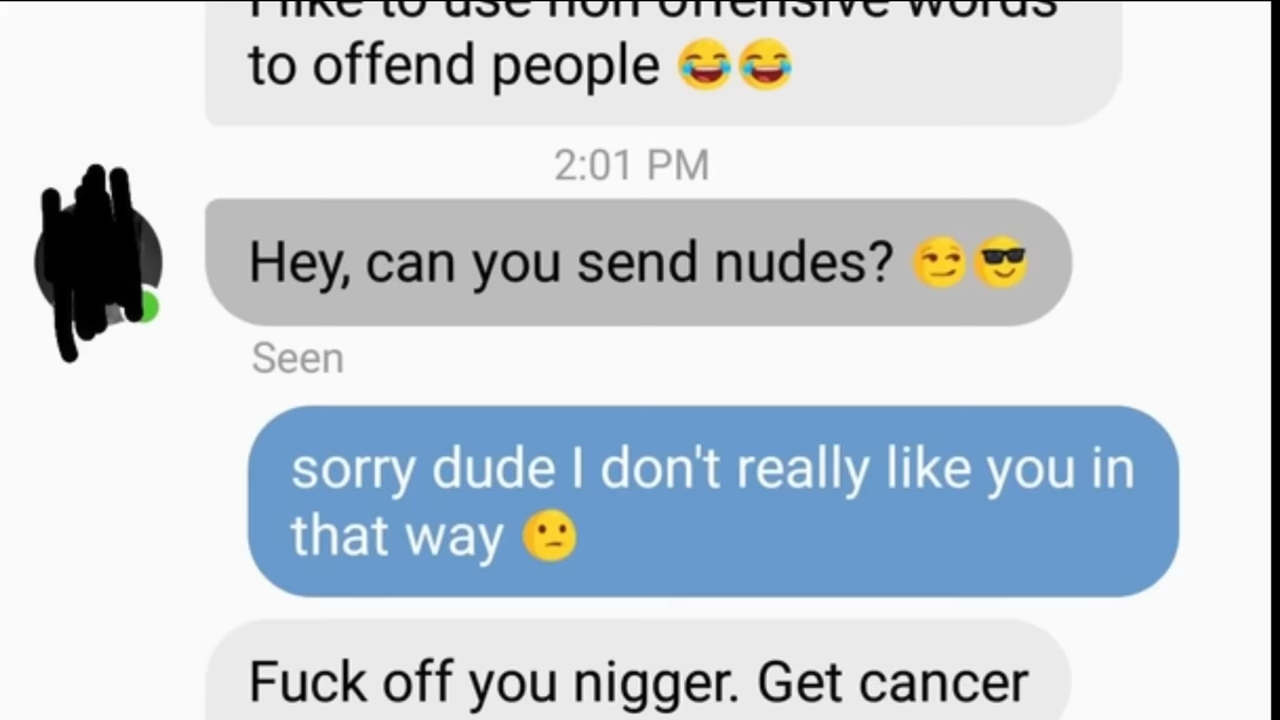 I like to use non offensive words
to offend people 😂😂
2:01 PM
Hey, can you send nudes? 😏😎
Seen
sorry dude I don't really like you in
that way 😕
Fuck off you nigger. Get cancer